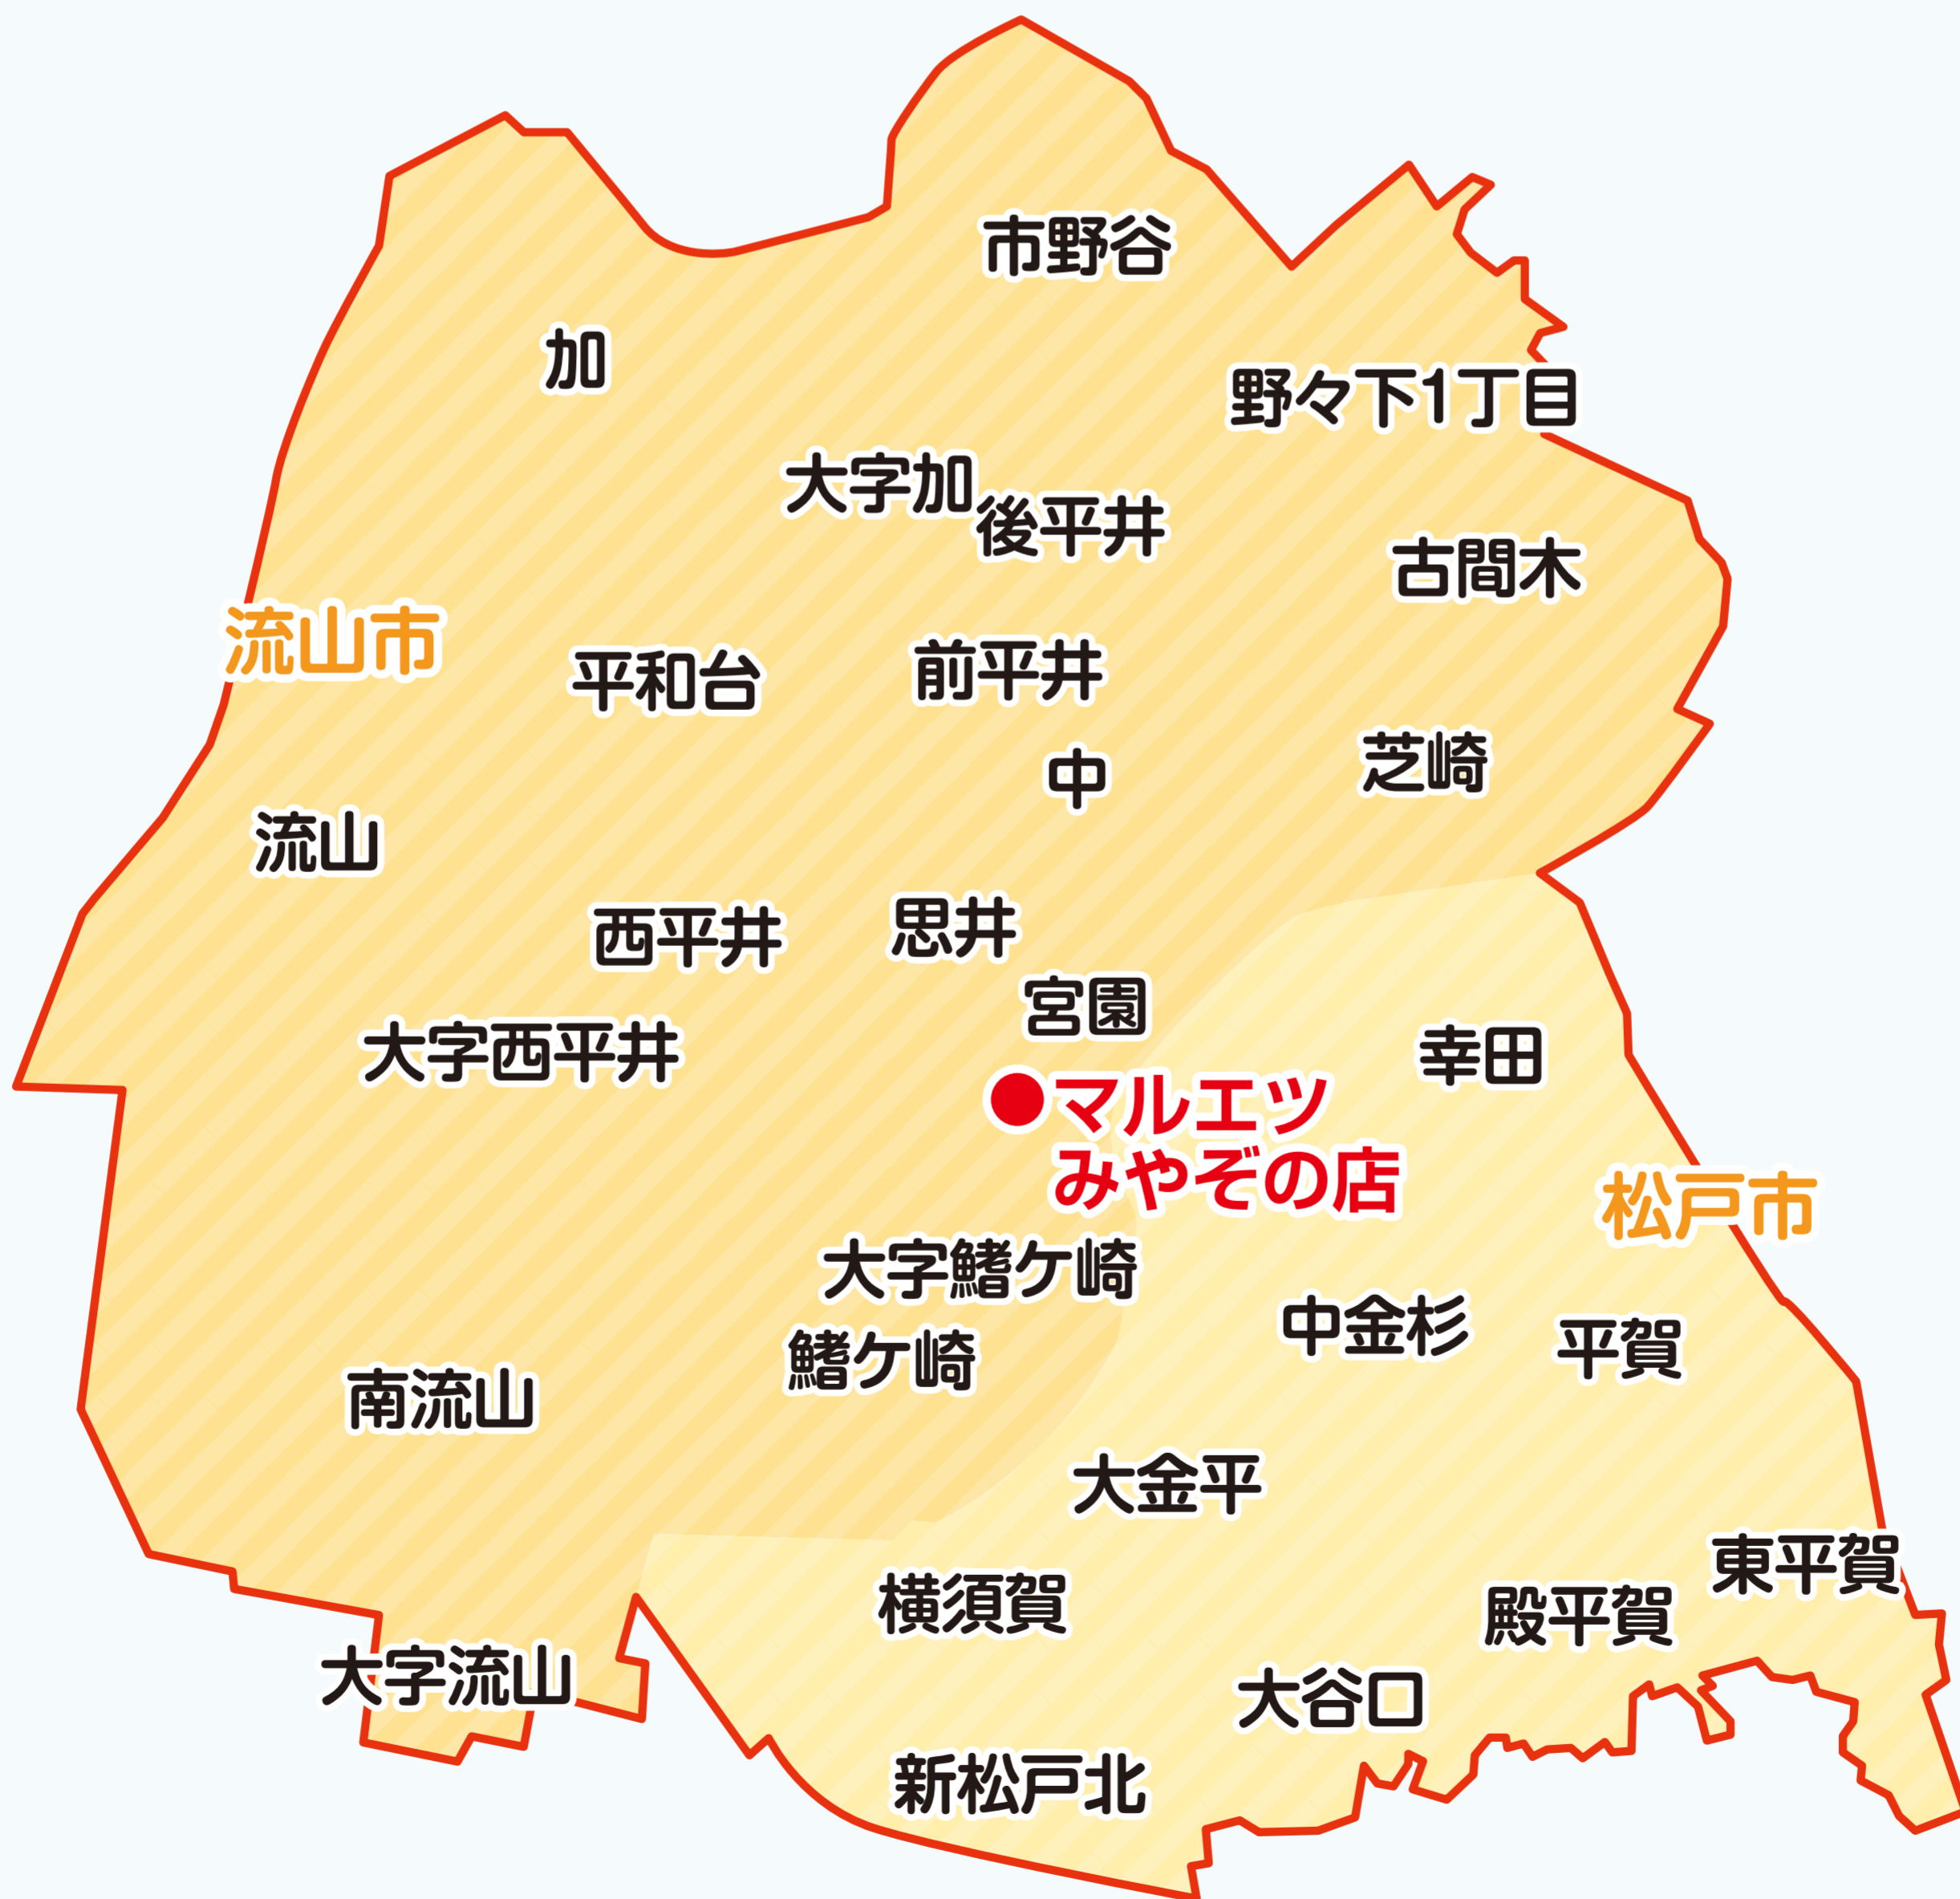 市野谷
加
野々下1丁目
大字加
後平井
古間木
流山市
平和台
前平井
中
芝崎
流山
西平井
思井
宮園
大字西平井
幸田
マルエツ
みやぞの店
松戸市
大字鰭ケ崎
中金杉
平賀
鰭ケ崎
南流山
大金平
東平賀
横須賀
殿平賀
大字流山
大谷口
新松戸北